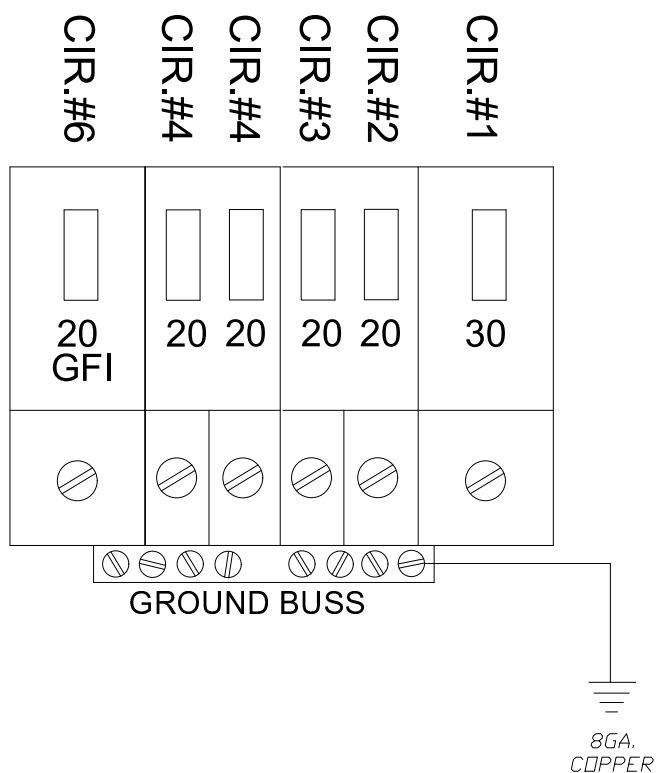 CIR.#6
CIR.#4
CIR.#4
CIR.#3
CIR.#2
CIR.#1
20
GFI
20
20
20
20
30
GROUND BUSS
8GA.
COPPER